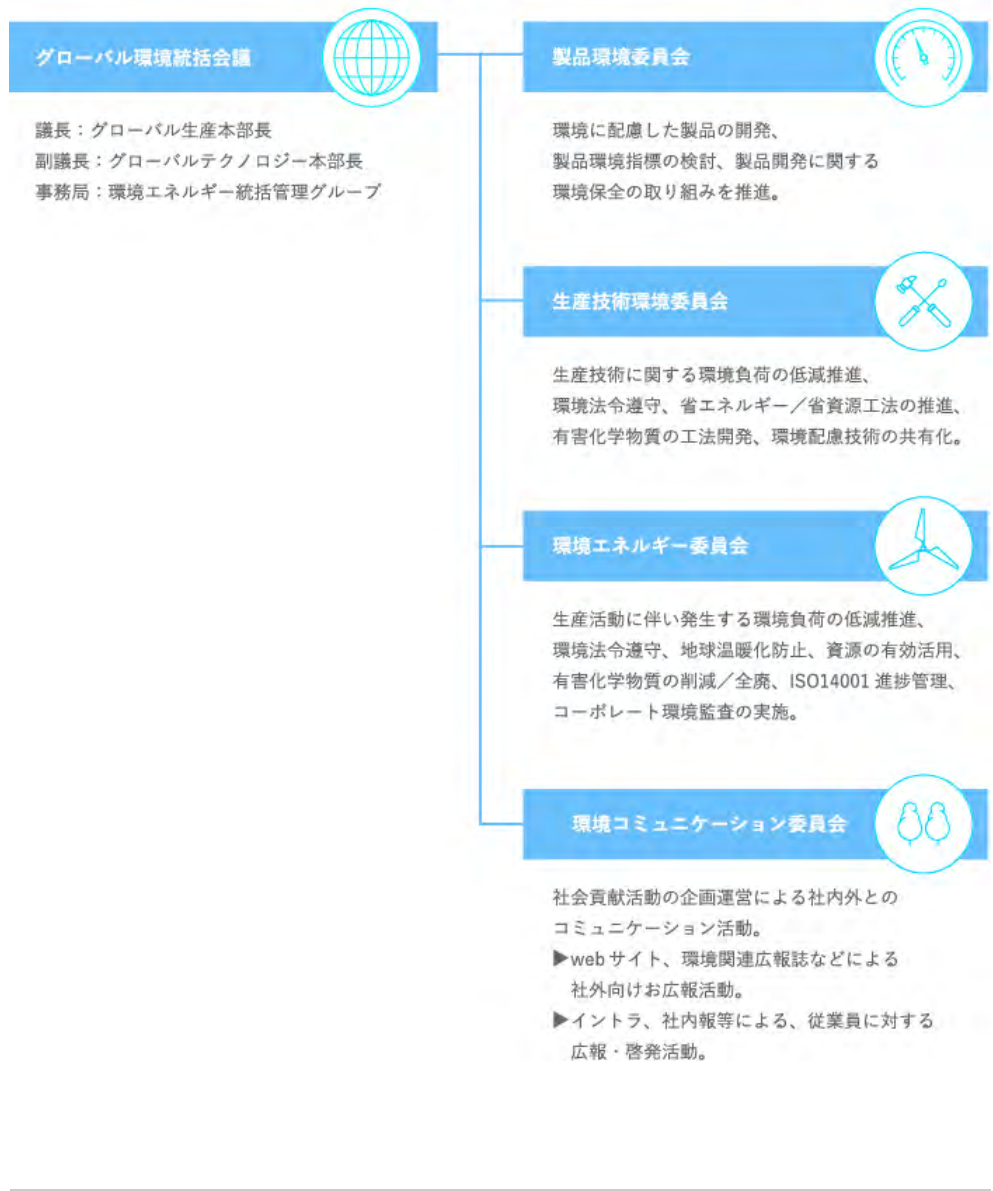 グローバル環境統括会議
議長：グローバル生産本部長
副議長：グローバルテクノロジー本部長
事務局：環境エネルギー統括管理グループ
製品環境委員会
環境に配慮した製品の開発、
製品環境指標の検討、製品開発に関する
環境保全の取り組みを推進。
生産技術環境委員会
生産技術に関する環境負荷の低減推進、
環境法令遵守、省エネルギー／省資源工法の推進、
有害化学物質の工法開発、環境配慮技術の共有化。
環境エネルギー委員会
生産活動に伴い発生する環境負荷の低減推進、
環境法令遵守、地球温暖化防止、資源の有効活用、
有害化学物質の削減／全廃、ISO14001 進捗管理、
コーポレート環境監査の実施。
環境コミュニケーション委員会
社会貢献活動の企画運営による社内外との
コミュニケーション活動。
▶webサイト、環境関連広報誌などによる
社外向けお広報活動。
▶イントラ、社内報等による、従業員に対する
広報・啓発活動。